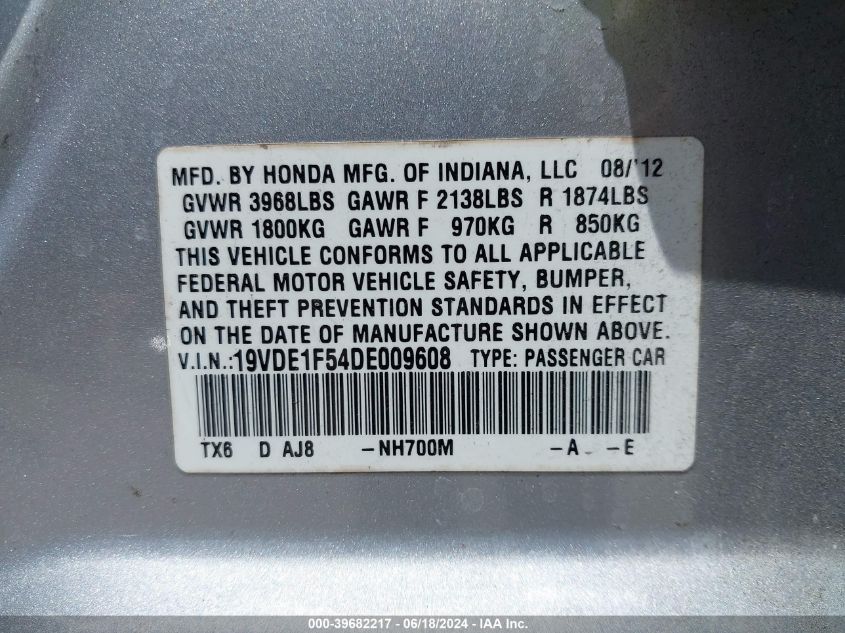 MFD. BY HONDA MFG. OF INDIANA, LLC 08/'12
GVWR 3968LBS GAWR F 2138LBS R 1874LBS
GVWR 1800KG GAWR F 970KG R 850KG
THIS VEHICLE CONFORMS TO ALL APPLICABLE
FEDERAL MOTOR VEHICLE SAFETY, BUMPER,
AND THEFT PREVENTION STANDARDS IN EFFECT
ON THE DATE OF MANUFACTURE SHOWN ABOVE.
V.I.N.:19VDE1F54DE009608 TYPE: PASSENGER CAR
TX6 D AJ8 -NH700M -A -E
000-39682217 - 06/18/2024 - IAA Inc.